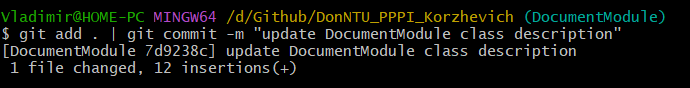 Vladimir@HOME-PC MINGW64 /d/Github/DonNTU_PPPI_Korzhevich (DocumentModule)
$ git add . | git commit -m "update DocumentModule class description"
[DocumentModule 7d9238c] update DocumentModule class description
 1 file changed, 12 insertions(+)